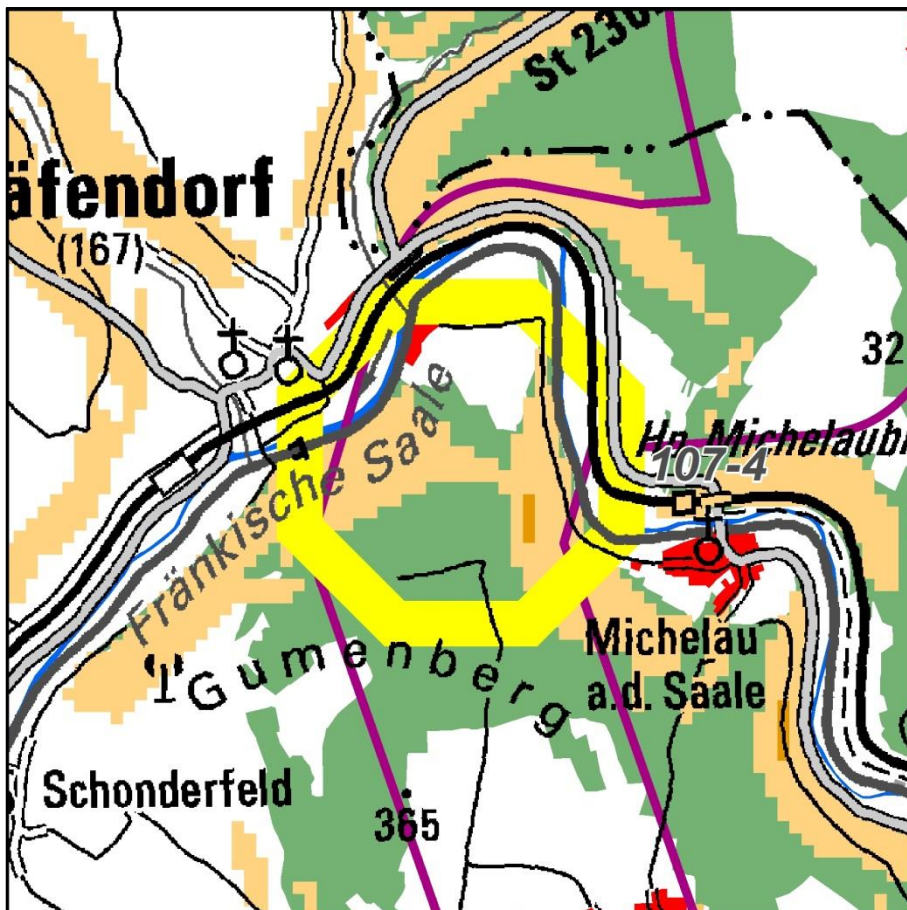 St 230
äfendorf
(167)
32
Fränkische Saale
Hp Michelaubr
107-4
Michelau
a.d. Saale
Gumenberg
Schonderfeld
365